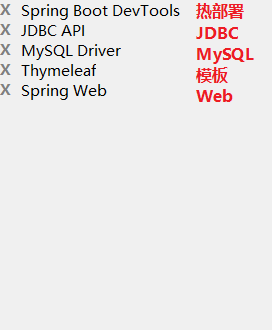 X Spring Boot DevTools 热部署
X JDBC API JDBC
X MySQL Driver MySQL
X Thymeleaf 模板
X Spring Web Web